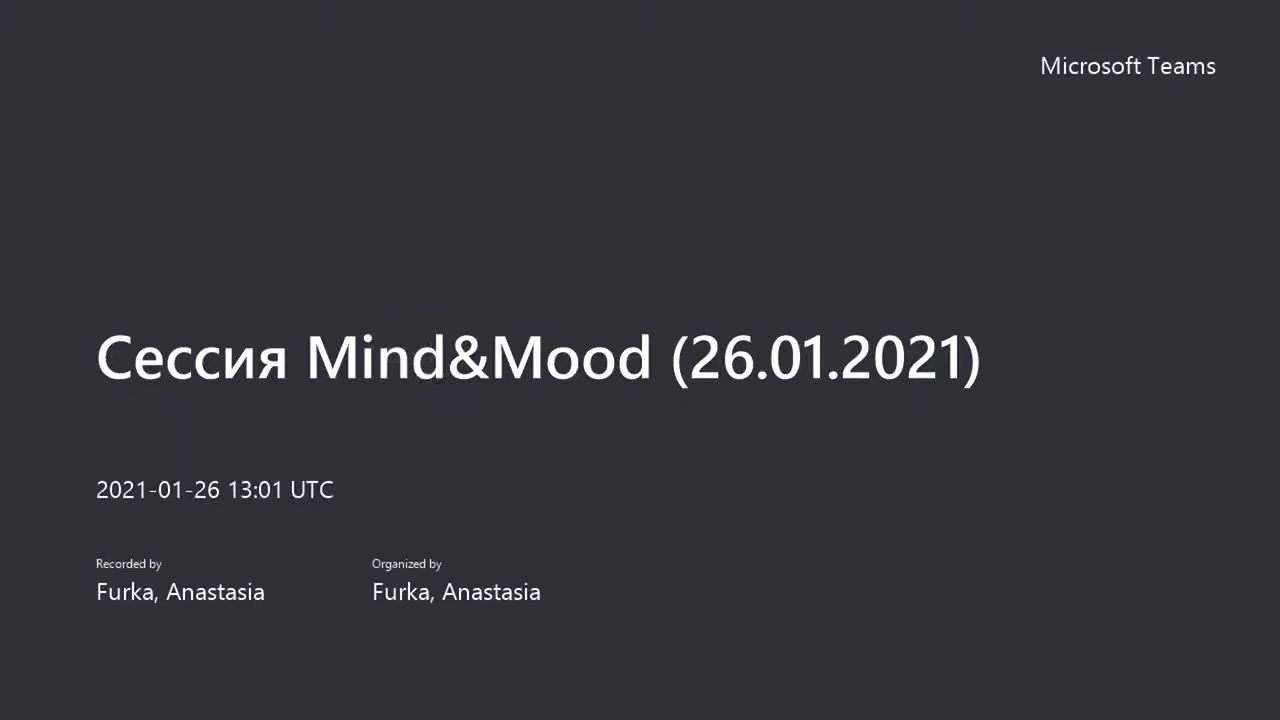 Microsoft Teams
Сессия Mind&Mood (26.01.2021)
2021-01-26 13:01 UTC
Recorded by
Furka, Anastasia
Organized by
Furka, Anastasia